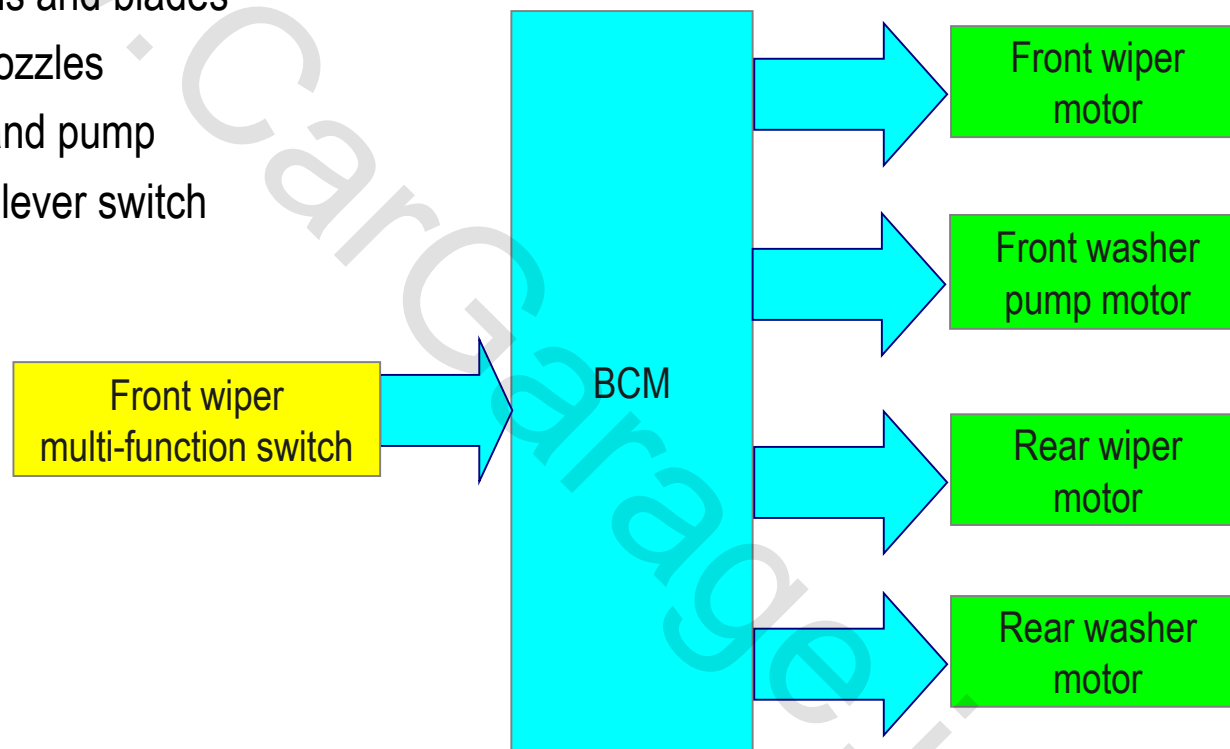 s and blades
ozzles
and pump
lever switch
Front wiper
multi-function switch
BCM
Front wiper
motor
Front washer
pump motor
Rear wiper
motor
Rear washer
motor
.CarGarage.i